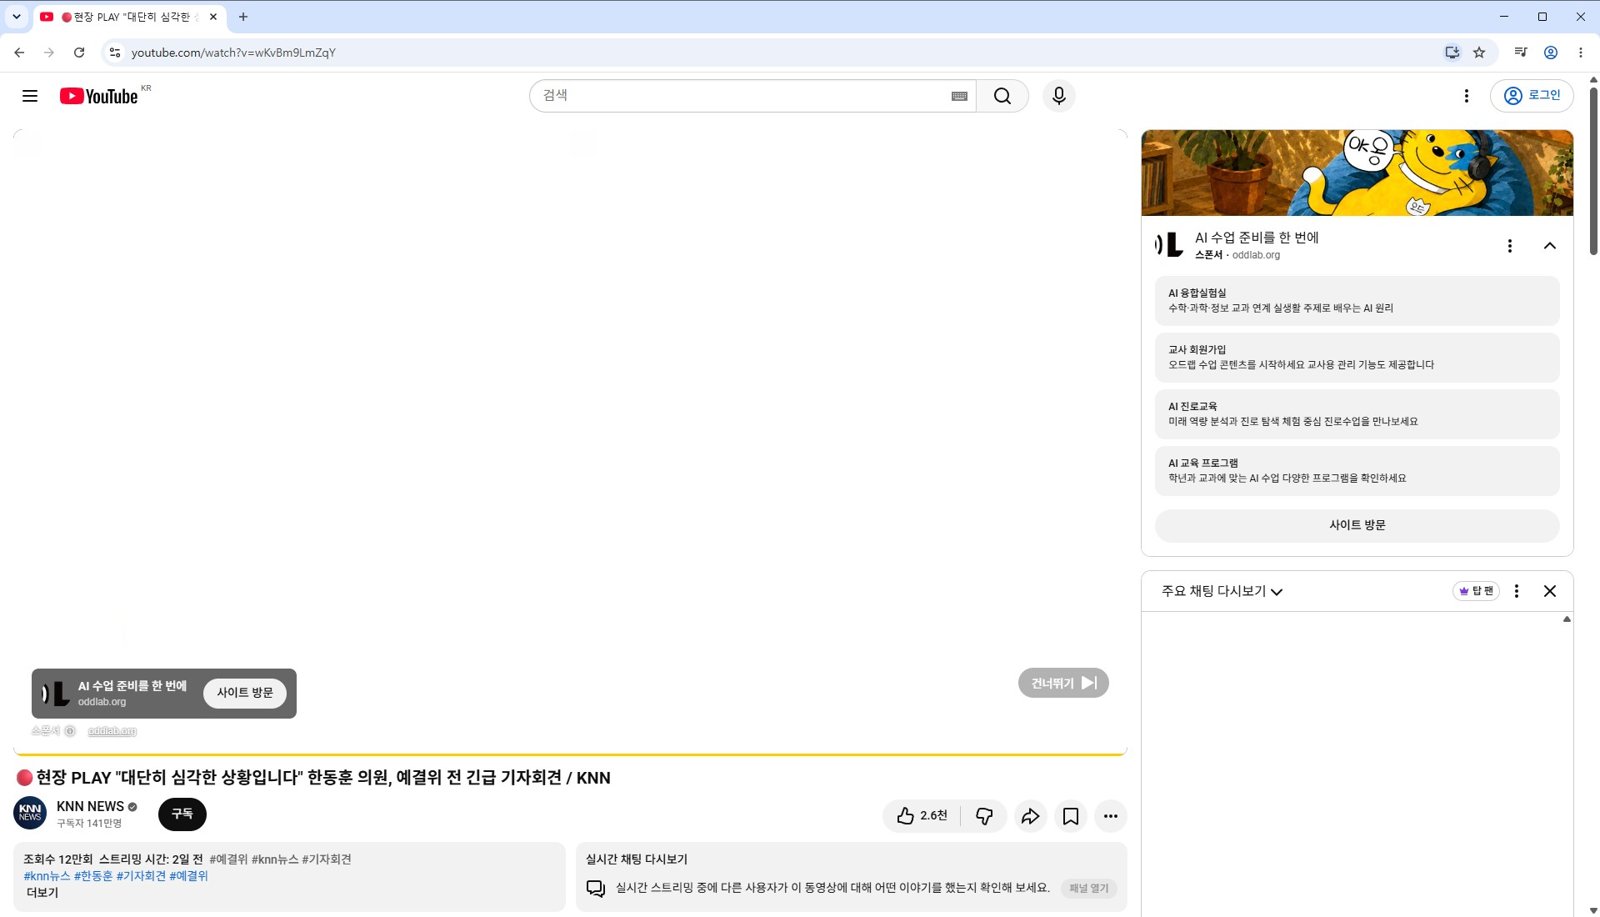 🔴현장 PLAY "대단히 심각한 상
youtube.com/watch?v=wKvBm9LmZqY
YouTube KR
검색
로그인
야옹
오드
AI 수업 준비를 한 번에
스폰서 · oddlab.org
AI 융합실험실
수학·과학·정보 교과 연계 실생활 주제로 배우는 AI 원리
교사 회원가입
오드랩 수업 콘텐츠를 시작하세요 교사용 관리 기능도 제공합니다
AI 진로교육
미래 역량 분석과 진로 탐색 체험 중심 진로수업을 만나보세요
AI 교육 프로그램
학년과 교과에 맞는 AI 수업 다양한 프로그램을 확인하세요
사이트 방문
주요 채팅 다시보기
탑 팬
AI 수업 준비를 한 번에
oddlab.org
사이트 방문
건너뛰기
스폰서
oddlab.org
🔴현장 PLAY "대단히 심각한 상황입니다" 한동훈 의원, 예결위 전 긴급 기자회견 / KNN
KNN NEWS
KNN NEWS
구독자 141만명
구독
2.6천
조회수 12만회 스트리밍 시간: 2일 전 #예결위 #knn뉴스 #기자회견
#knn뉴스 #한동훈 #기자회견 #예결위
더보기
실시간 채팅 다시보기
실시간 스트리밍 중에 다른 사용자가 이 동영상에 대해 어떤 이야기를 했는지 확인해 보세요.
패널 열기